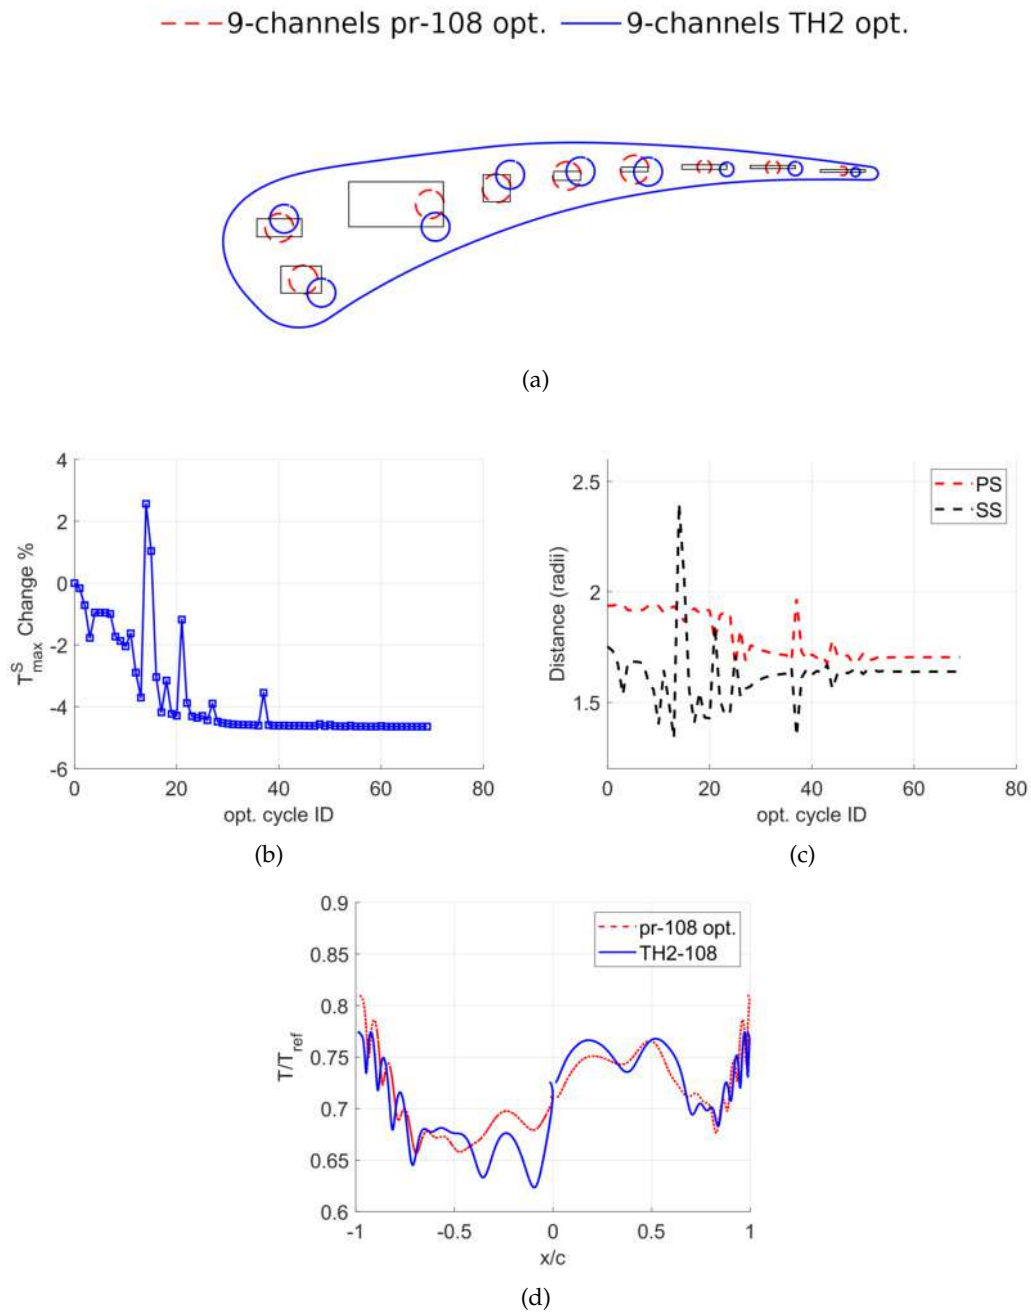 9-channels pr-108 opt. 9-channels TH2 opt.
(a)
4
2
0
-2
-4
-6
0 20 40 60 80
T^S_max Change %
opt. cycle ID
(b)
2.5
2
1.5
0 20 40 60 80
Distance (radii)
PS
SS
opt. cycle ID
(c)
0.9
0.85
0.8
0.75
0.7
0.65
0.6
-1 -0.5 0 0.5 1
T/T_ref
pr-108 opt.
TH2-108
x/c
(d)